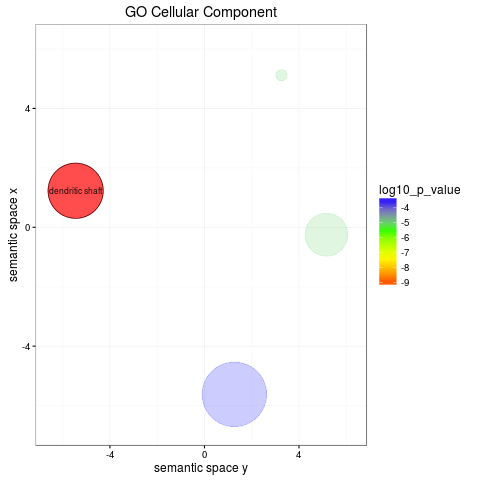 GO Cellular Component
4
0
-4
semantic space x
dendritic shaft
-4
0
4
semantic space y
log10_p_value
-4
-5
-6
-7
-8
-9